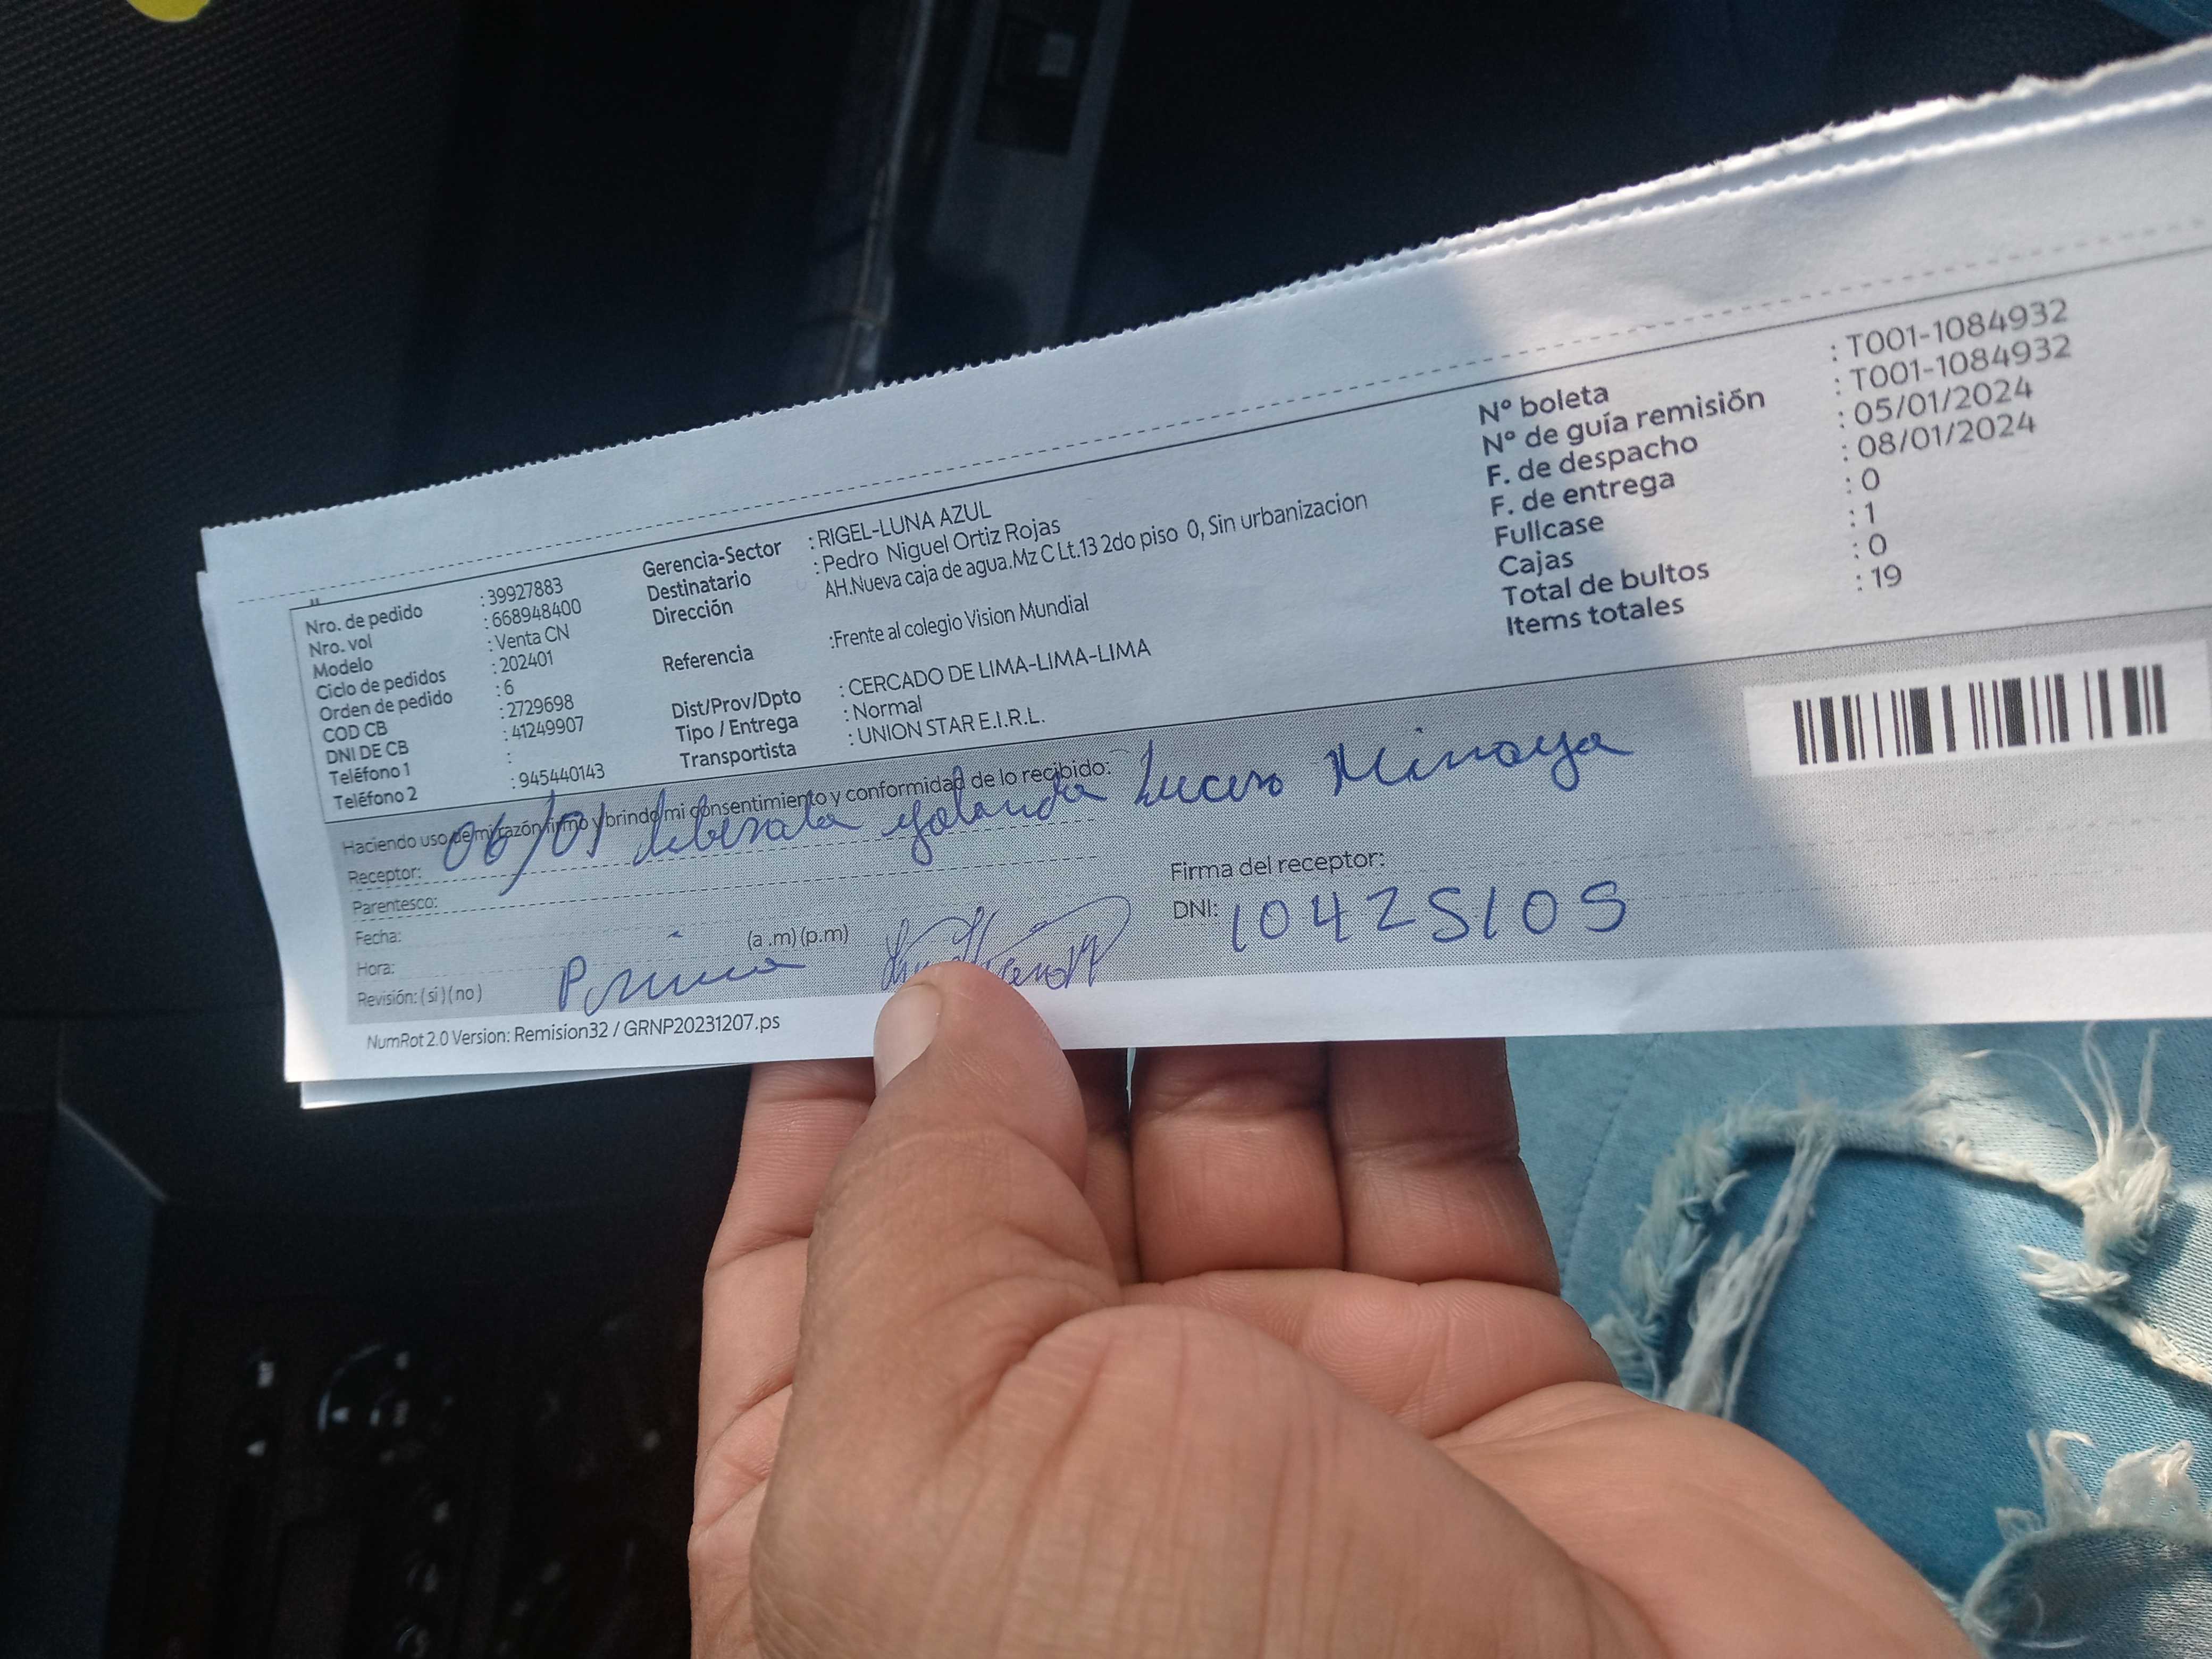 Nro. de pedido : 39927883
Nro. vol : 668948400
Modelo : Venta CN
Ciclo de pedidos : 202401
Orden de pedido : 6
COD CB : 2729698
DNI DE CB : 41249907
Teléfono 1 :
Teléfono 2 : 945440143
Gerencia-Sector : RIGEL-LUNA AZUL
Destinatario : Pedro Niguel Ortiz Rojas
Dirección AH.Nueva caja de agua.Mz C Lt.13 2do piso 0, Sin urbanizacion
Referencia :Frente al colegio Vision Mundial
Dist/Prov/Dpto : CERCADO DE LIMA-LIMA-LIMA
Tipo / Entrega : Normal
Transportista : UNION STAR E.I.R.L.
Nº boleta : T001-1084932
Nº de guía remisión : T001-1084932
F. de despacho : 05/01/2024
F. de entrega : 08/01/2024
Fullcase : 0
Cajas : 1
Total de bultos : 0
Items totales : 19
Haciendo uso de mi razón firmo y brindo mi consentimiento y conformidad de lo recibido:
Receptor: 06/01 Liberata Yolanda Lucero Minaya
Parentesco:
Firma del receptor:
Fecha:
DNI: 10425105
Hora: (a .m) (p.m)
Revisión: ( sí ) ( no )
NumRot 2.0 Version: Remision32 / GRNP20231207.ps